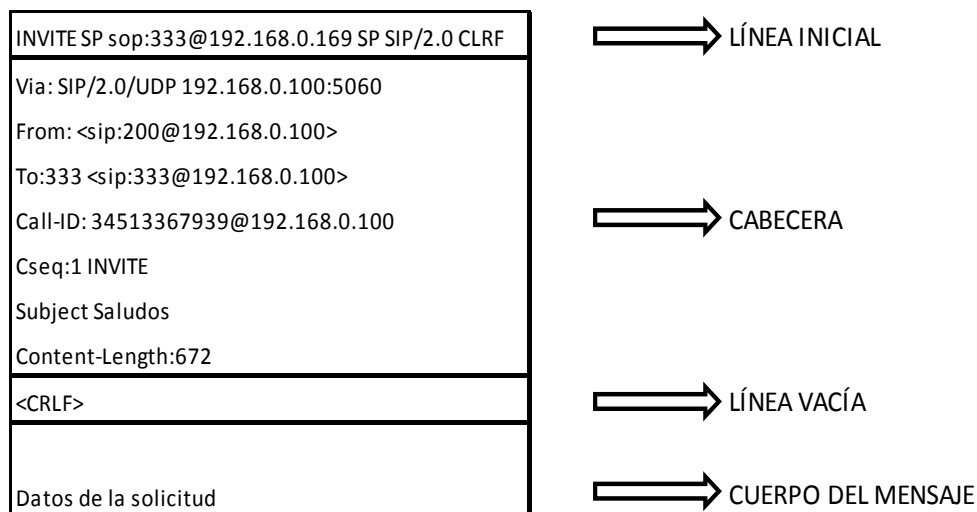 INVITE SP sop:333@192.168.0.169 SP SIP/2.0 CLRF
LÍNEA INICIAL
Via: SIP/2.0/UDP 192.168.0.100:5060
From: <sip:200@192.168.0.100>
To:333 <sip:333@192.168.0.100>
Call-ID: 34513367939@192.168.0.100
CABECERA
Cseq:1 INVITE
Subject Saludos
Content-Length:672
<CRLF>
LÍNEA VACÍA
Datos de la solicitud
CUERPO DEL MENSAJE